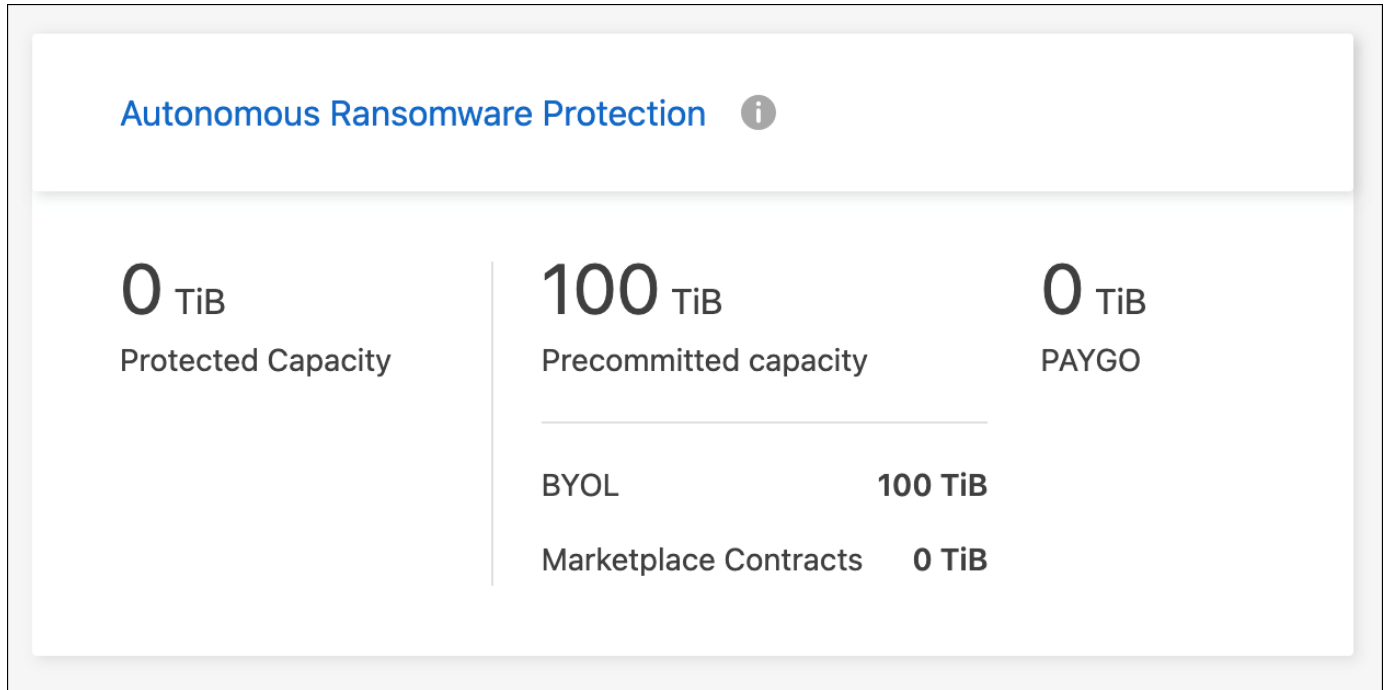 Autonomous Ransomware Protection
0 TiB
Protected Capacity
100 TiB
Precommitted capacity
BYOL 100 TiB
Marketplace Contracts 0 TiB
0 TiB
PAYGO